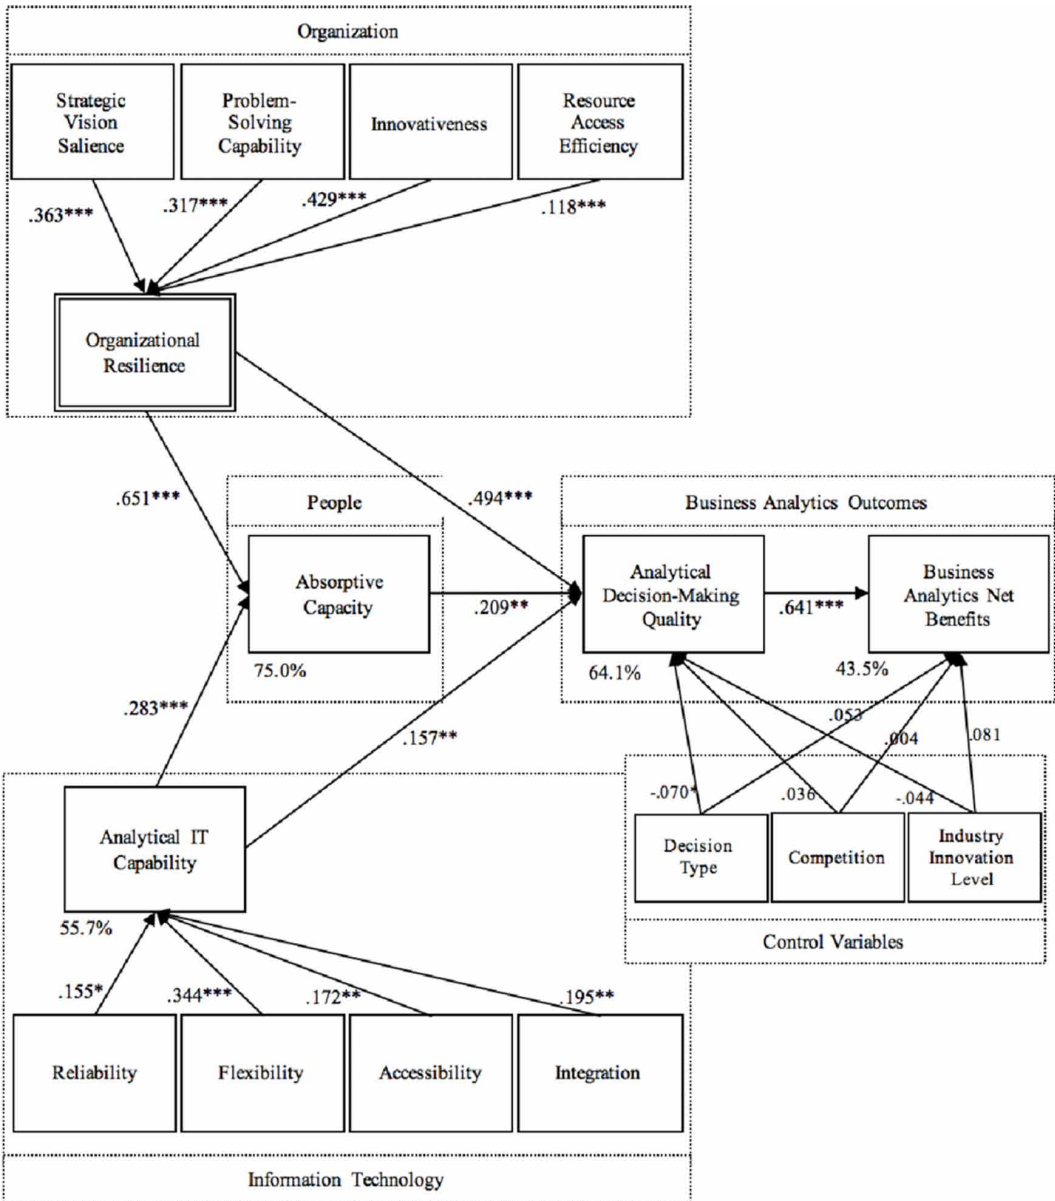 Organization
Strategic
Vision
Salience
Problem-
Solving
Capability
Innovativeness
Resource
Access
Efficiency
.363***
.317***
.429***
.118***
Organizational
Resilience
.651***
.494***
People
Absorptive
Capacity
75.0%
.209**
Business Analytics Outcomes
Analytical
Decision-Making
Quality
64.1%
.641***
Business
Analytics Net
Benefits
43.5%
.283***
.157**
.053
.004
.081
-.070*
.036
-.044
Decision
Type
Competition
Industry
Innovation
Level
Control Variables
Analytical IT
Capability
55.7%
.155*
.344***
.172**
.195**
Reliability
Flexibility
Accessibility
Integration
Information Technology